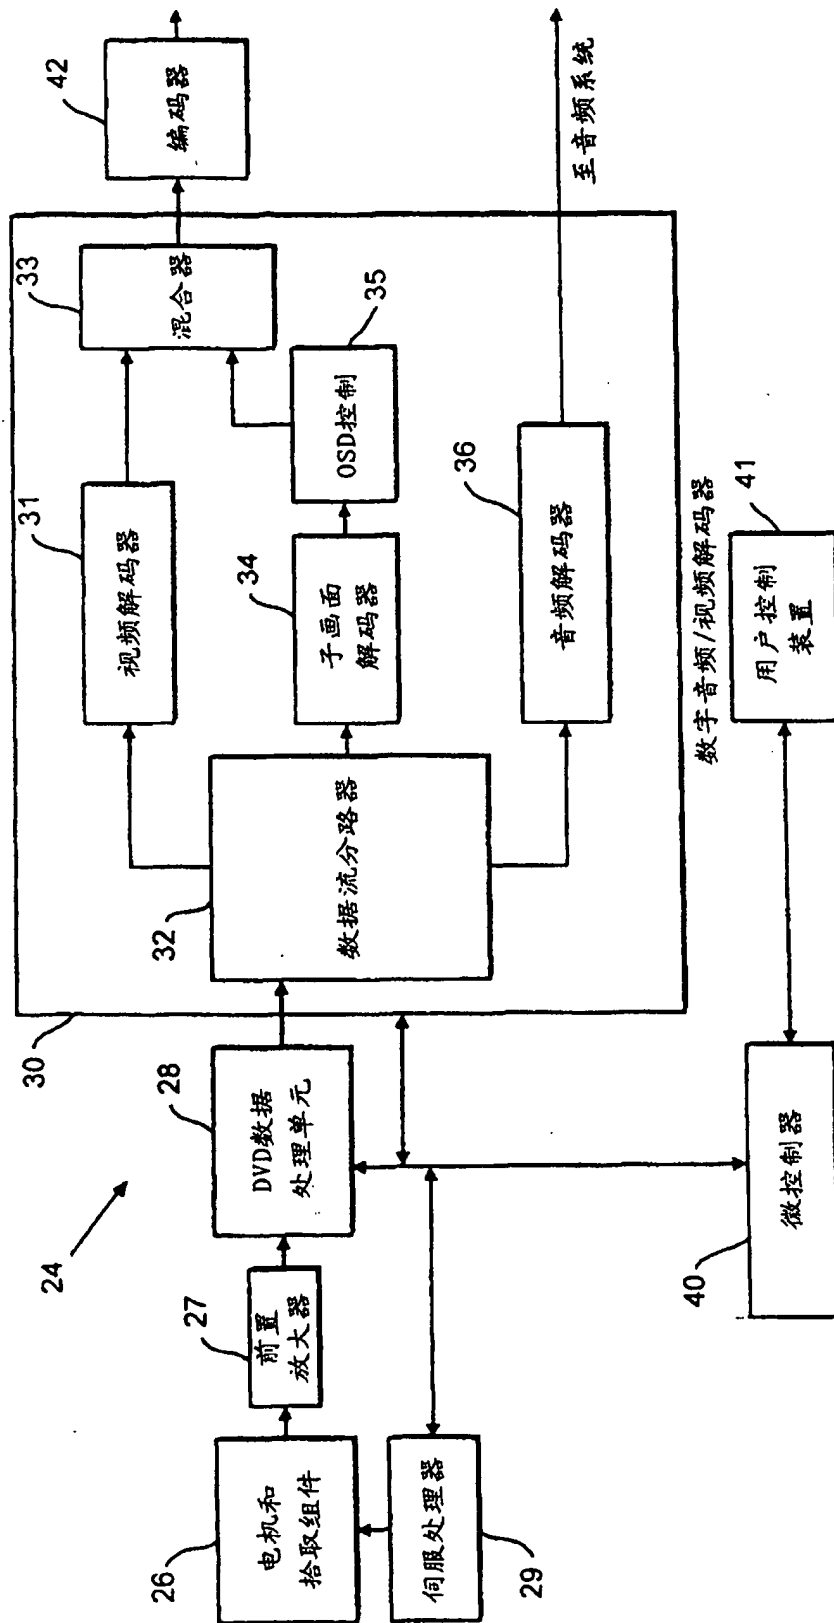 24
26
电机和
拾取组件
27
前置
放大器
28
DVD数据
处理单元
29
伺服处理器
30
32
数据流分路器
31
视频解码器
33
混合器
42
编码器
34
子画面
解码器
35
OSD控制
36
音频解码器
至音频系统
数字音频/视频解码器
40
微控制器
41
用户控制
装置